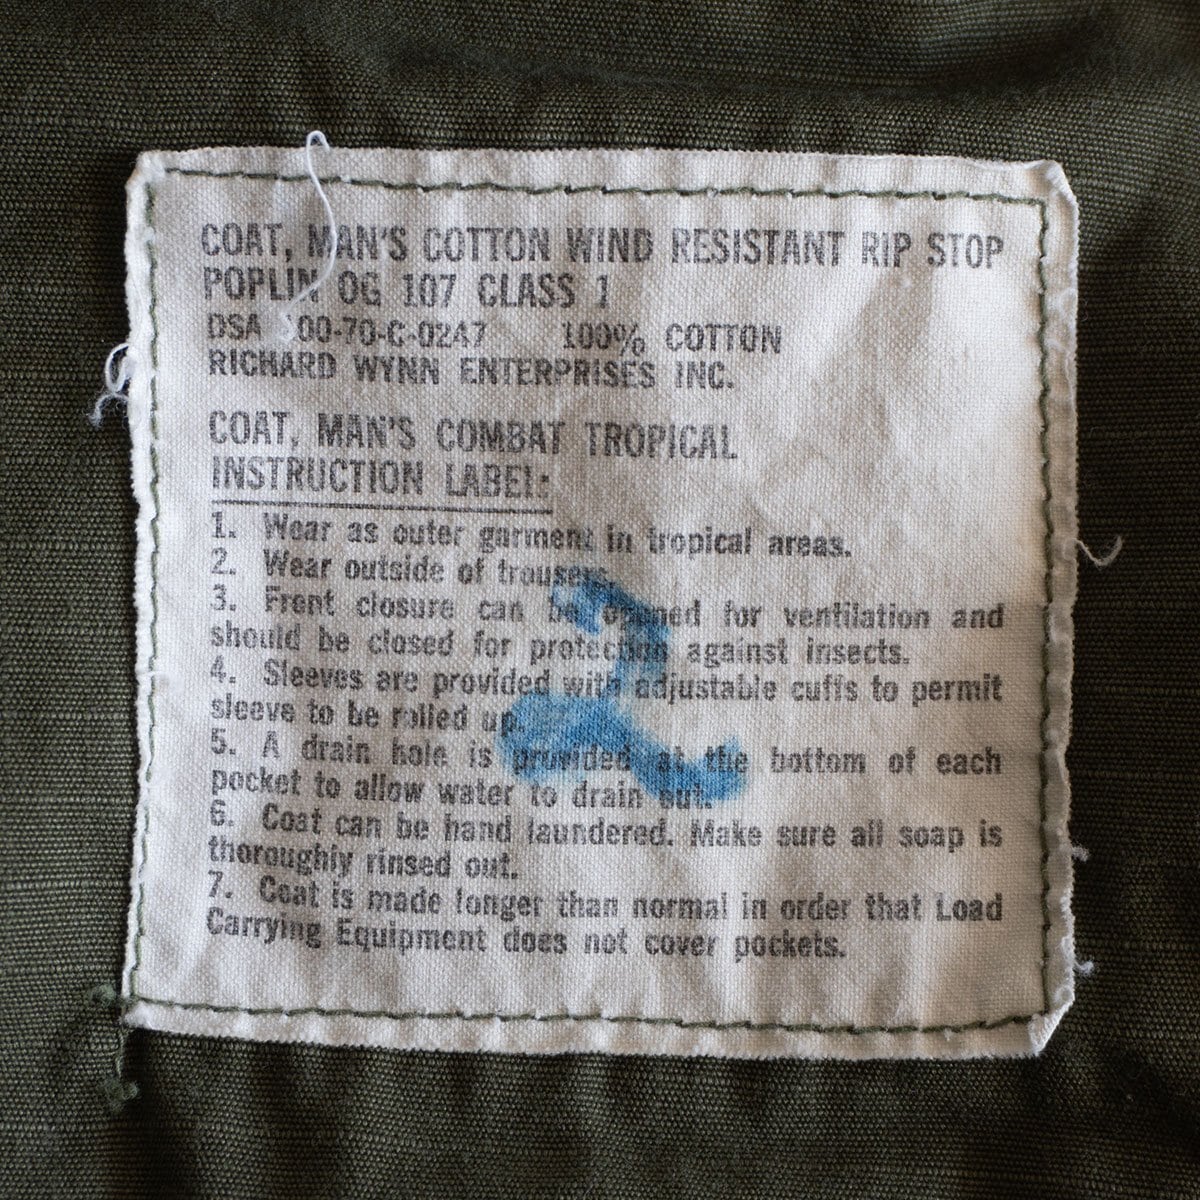 COAT, MAN'S COTTON WIND RESISTANT RIP STOP
POPLIN OG 107 CLASS 1
DSA 100-70-C-0247 100% COTTON
RICHARD WYNN ENTERPRISES INC.
COAT, MAN'S COMBAT TROPICAL
INSTRUCTION LABEL:
1. Wear as outer garment in tropical areas.
2. Wear outside of trousers.
3. Front closure can be opened for ventilation and
should be closed for protection against insects.
4. Sleeves are provided with adjustable cuffs to permit
sleeve to be rolled up.
5. A drain hole is provided at the bottom of each
pocket to allow water to drain out.
6. Coat can be hand laundered. Make sure all soap is
thoroughly rinsed out.
7. Coat is made longer than normal in order that Load
Carrying Equipment does not cover pockets.
2